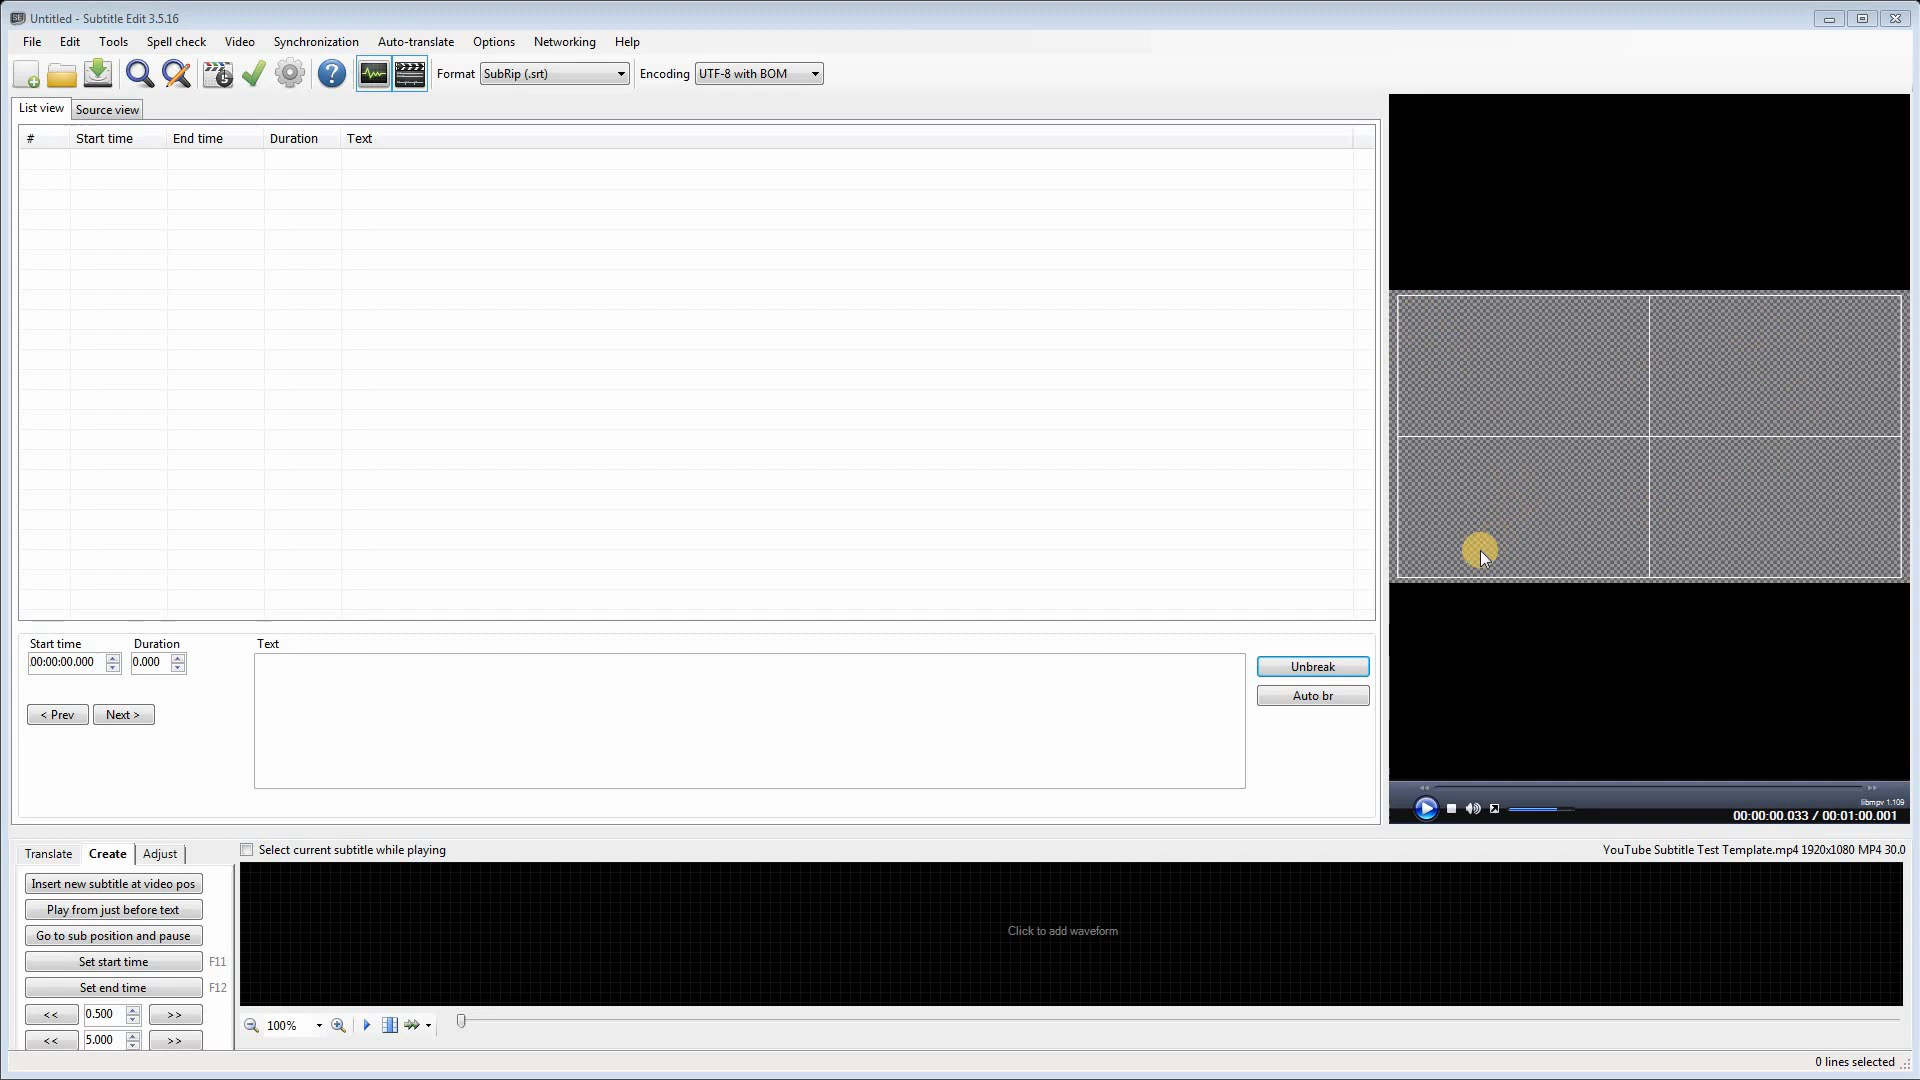 Untitled - Subtitle Edit 3.5.16
File Edit Tools Spell check Video Synchronization Auto-translate Options Networking Help
Format SubRip (.srt) Encoding UTF-8 with BOM
List view Source view
# Start time End time Duration Text
Start time Duration Text
00:00:00.000 0.000
Unbreak
Auto br
< Prev Next >
libmpv 1.109
00:00:00.033 / 00:01:00.001
Translate Create Adjust
Select current subtitle while playing
YouTube Subtitle Test Template.mp4 1920x1080 MP4 30.0
Insert new subtitle at video pos
Play from just before text
Go to sub position and pause
Set start time F11
Set end time F12
<< 0.500 >>
<< 5.000 >>
Click to add waveform
100%
0 lines selected